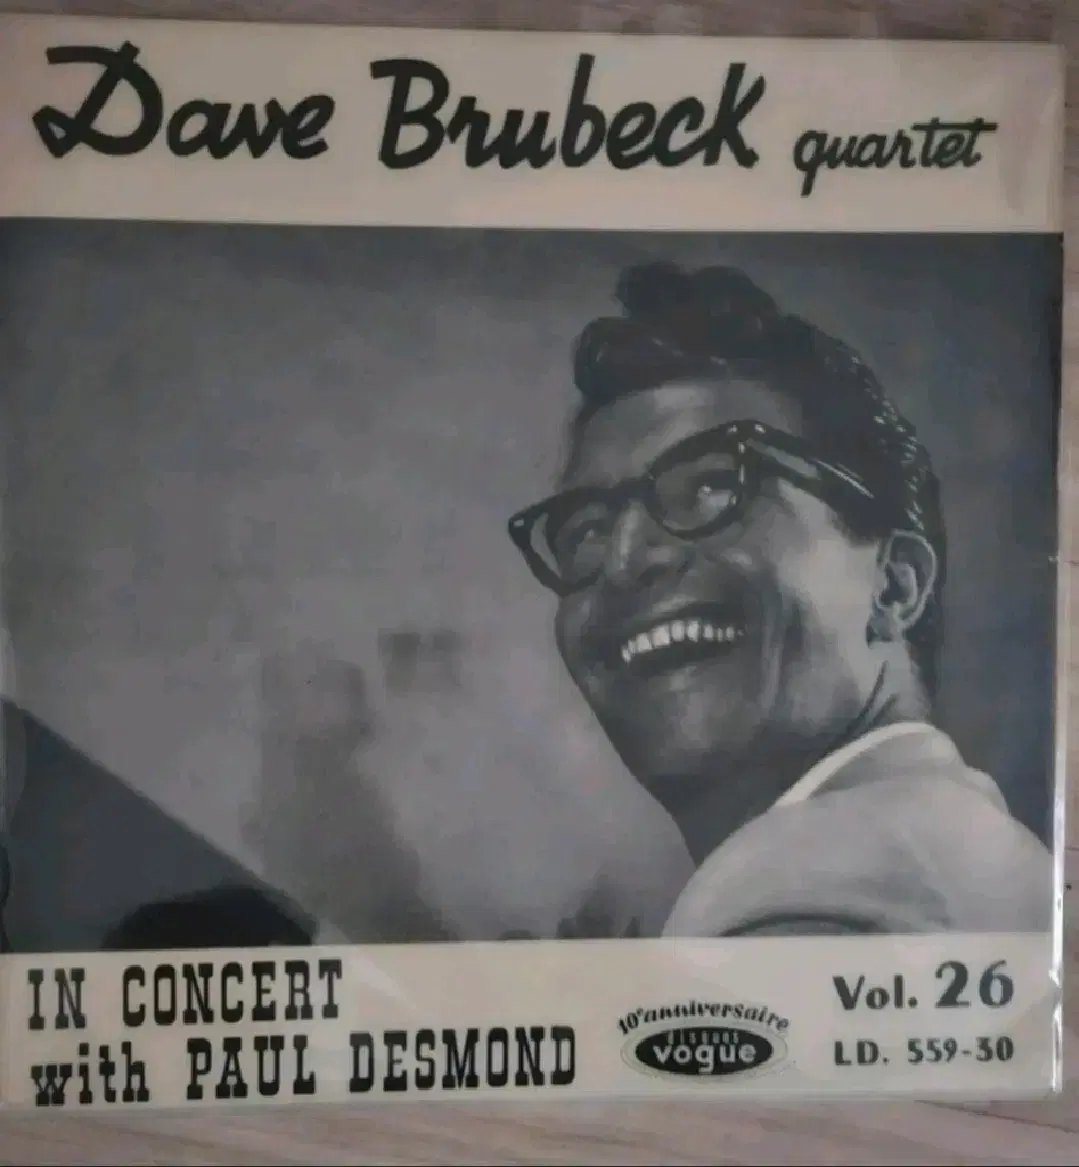 Dave Brubeck quartet
IN CONCERT
with PAUL DESMOND
10e anniversaire
DISQUES
vogue
Vol. 26
LD. 559-30